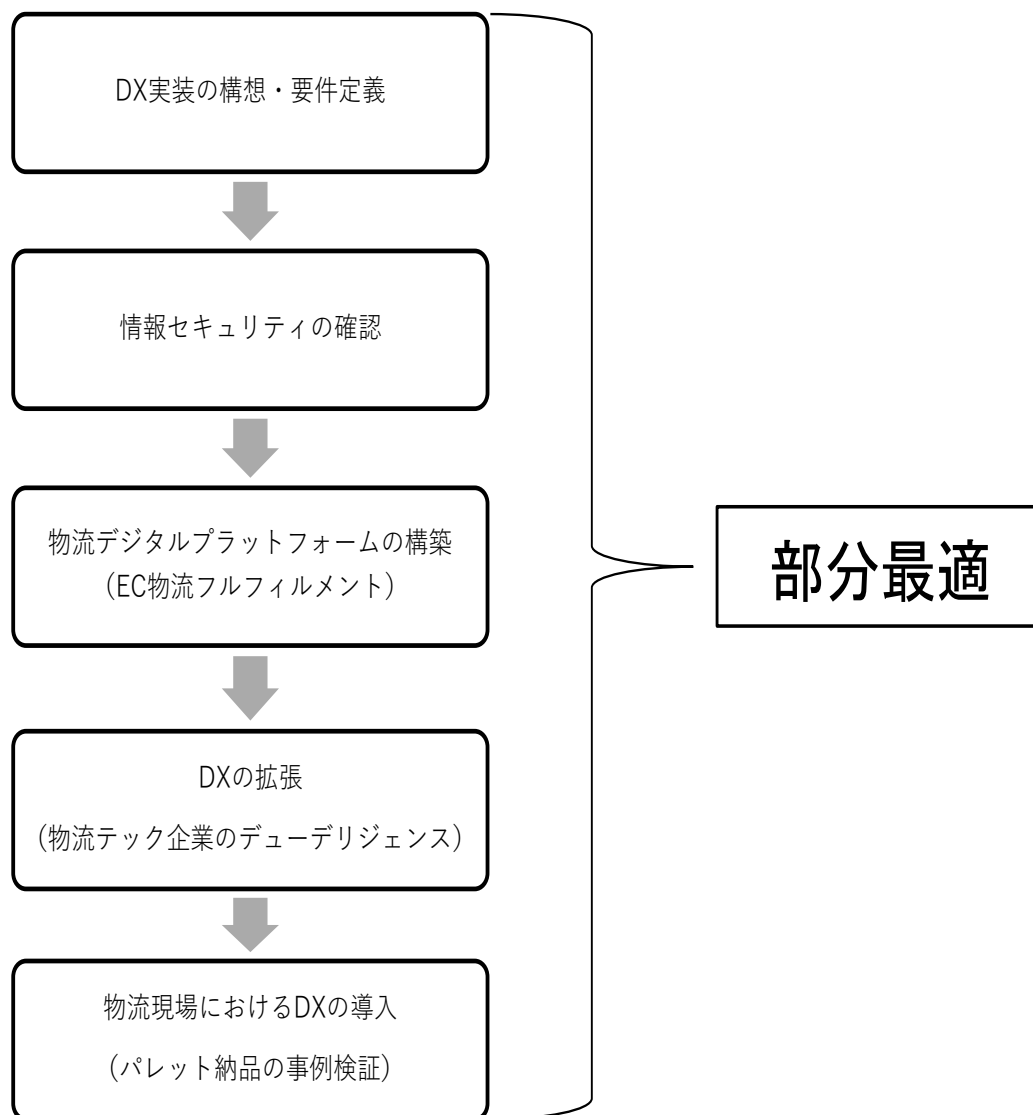 DX実装の構想・要件定義
情報セキュリティの確認
物流デジタルプラットフォームの構築
（EC物流フルフィルメント）
DXの拡張
（物流テック企業のデューデリジェンス）
物流現場におけるDXの導入
（パレット納品の事例検証）
部分最適